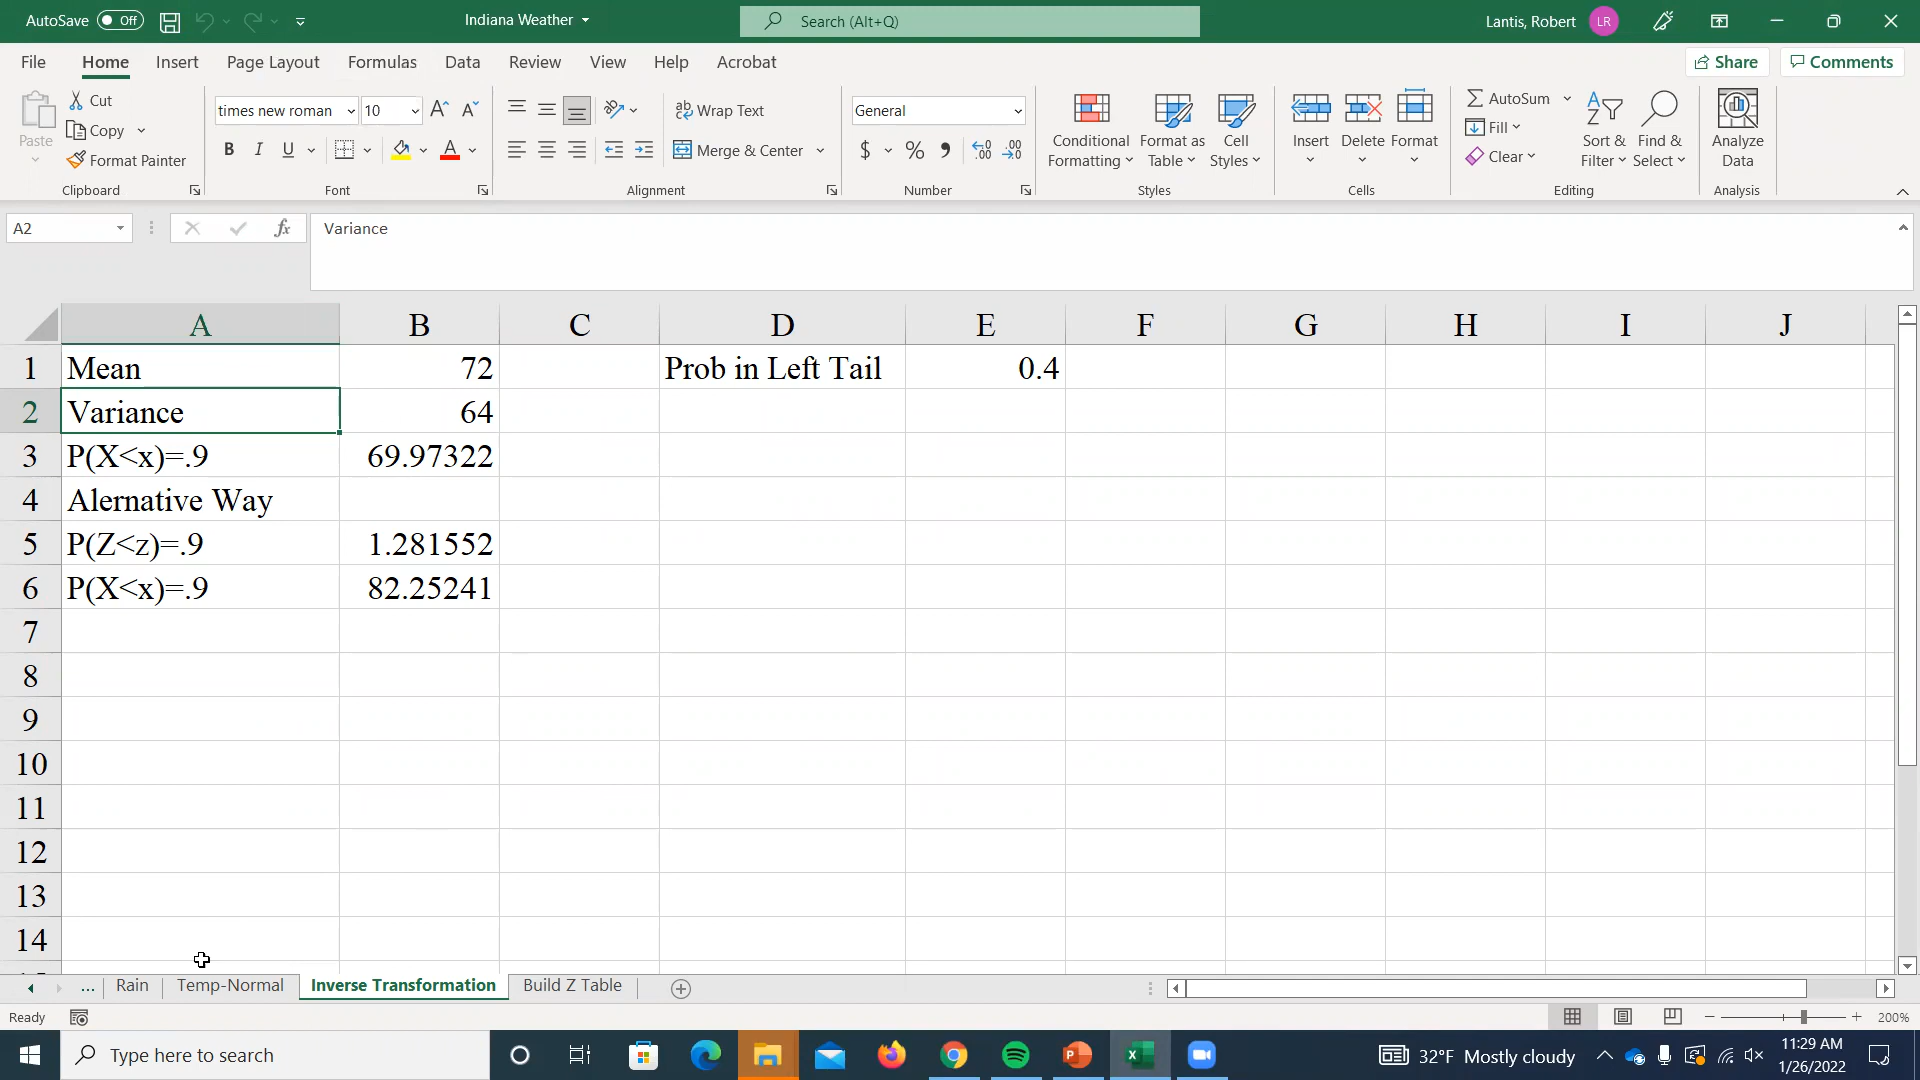 AutoSave Off
Indiana Weather
Search (Alt+Q)
Lantis, Robert LR
File Home Insert Page Layout Formulas Data Review View Help Acrobat Share Comments
Paste Cut Copy Format Painter
Clipboard
times new roman 10
B I U A
Font
Wrap Text
Merge & Center
Alignment
General
$ % 9
Number
Conditional Formatting
Format as Table
Cell Styles
Styles
Insert Delete Format
Cells
AutoSum
Fill
Clear
Sort & Filter
Find & Select
Editing
Analyze Data
Analysis
A2 fx Variance
A B C D E F G H I J
1 Mean 72 Prob in Left Tail 0.4
2 Variance 64
3 P(X<x)=.9 69.97322
4 Alernative Way
5 P(Z<z)=.9 1.281552
6 P(X<x)=.9 82.25241
7
8
9
10
11
12
13
14
... Rain Temp-Normal Inverse Transformation Build Z Table
Ready 200%
Type here to search
32°F Mostly cloudy
11:29 AM
1/26/2022